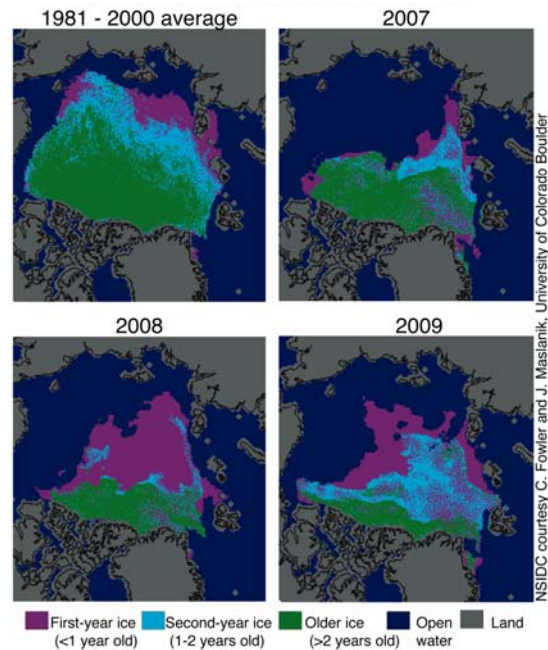 1981 - 2000 average
2007
2008
2009
First-year ice
(<1 year old)
Second-year ice
(1-2 years old)
Older ice
(>2 years old)
Open
water
Land
NSIDC courtesy C. Fowler and J. Maslanik, University of Colorado Boulder